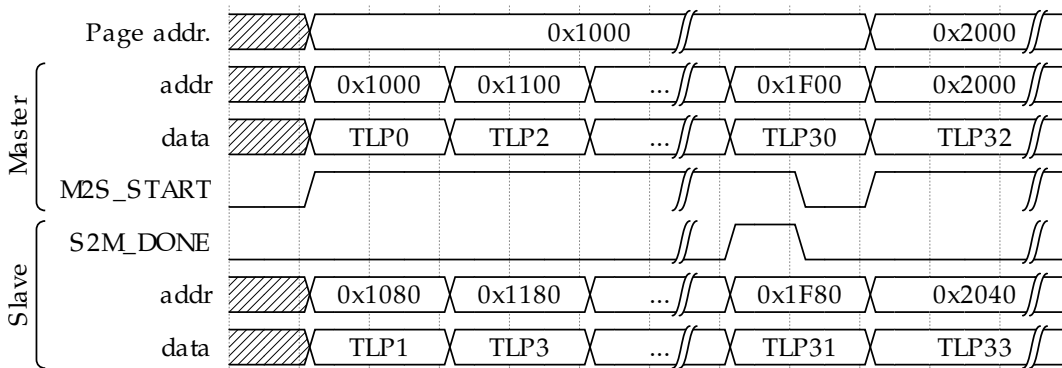 Page addr. 0x1000 0x2000
Master
addr 0x1000 0x1100 ... 0x1F00 0x2000
data TLP0 TLP2 ... TLP30 TLP32
M2S_START
Slave
S2M_DONE
addr 0x1080 0x1180 ... 0x1F80 0x2040
data TLP1 TLP3 ... TLP31 TLP33